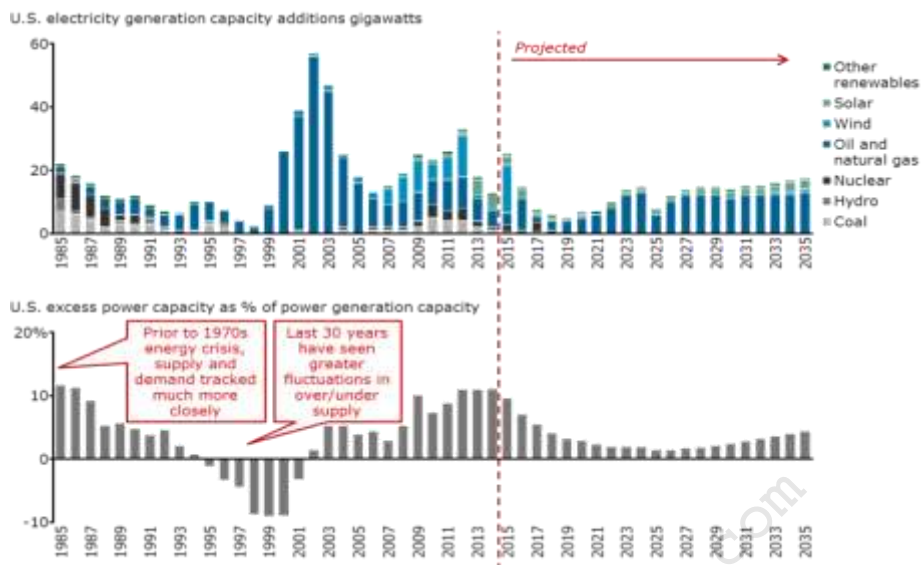 U.S. electricity generation capacity additions gigawatts
60
40
20
0
Projected
Other
renewables
Solar
Wind
Oil and
natural gas
Nuclear
Hydro
Coal
1985
1987
1989
1991
1993
1995
1997
1999
2001
2003
2005
2007
2009
2011
2013
2015
2017
2019
2021
2023
2025
2027
2029
2031
2033
2035
U.S. excess power capacity as % of power generation capacity
20%
10
0
-10
Prior to 1970s
energy crisis,
supply and
demand tracked
much more
closely
Last 30 years
have seen
greater
fluctuations in
over/under
supply
1985
1987
1989
1991
1993
1995
1997
1999
2001
2003
2005
2007
2009
2011
2013
2015
2017
2019
2021
2023
2025
2027
2029
2031
2033
2035
com